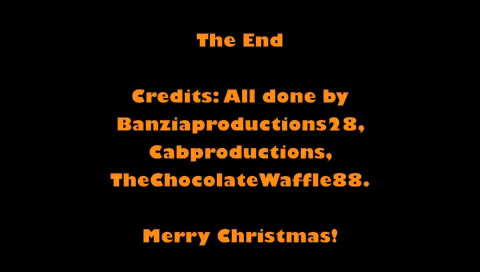 The End
Credits: All done by
Banziaproductions28,
Cabproductions,
TheChocolateWaffle88.
Merry Christmas!